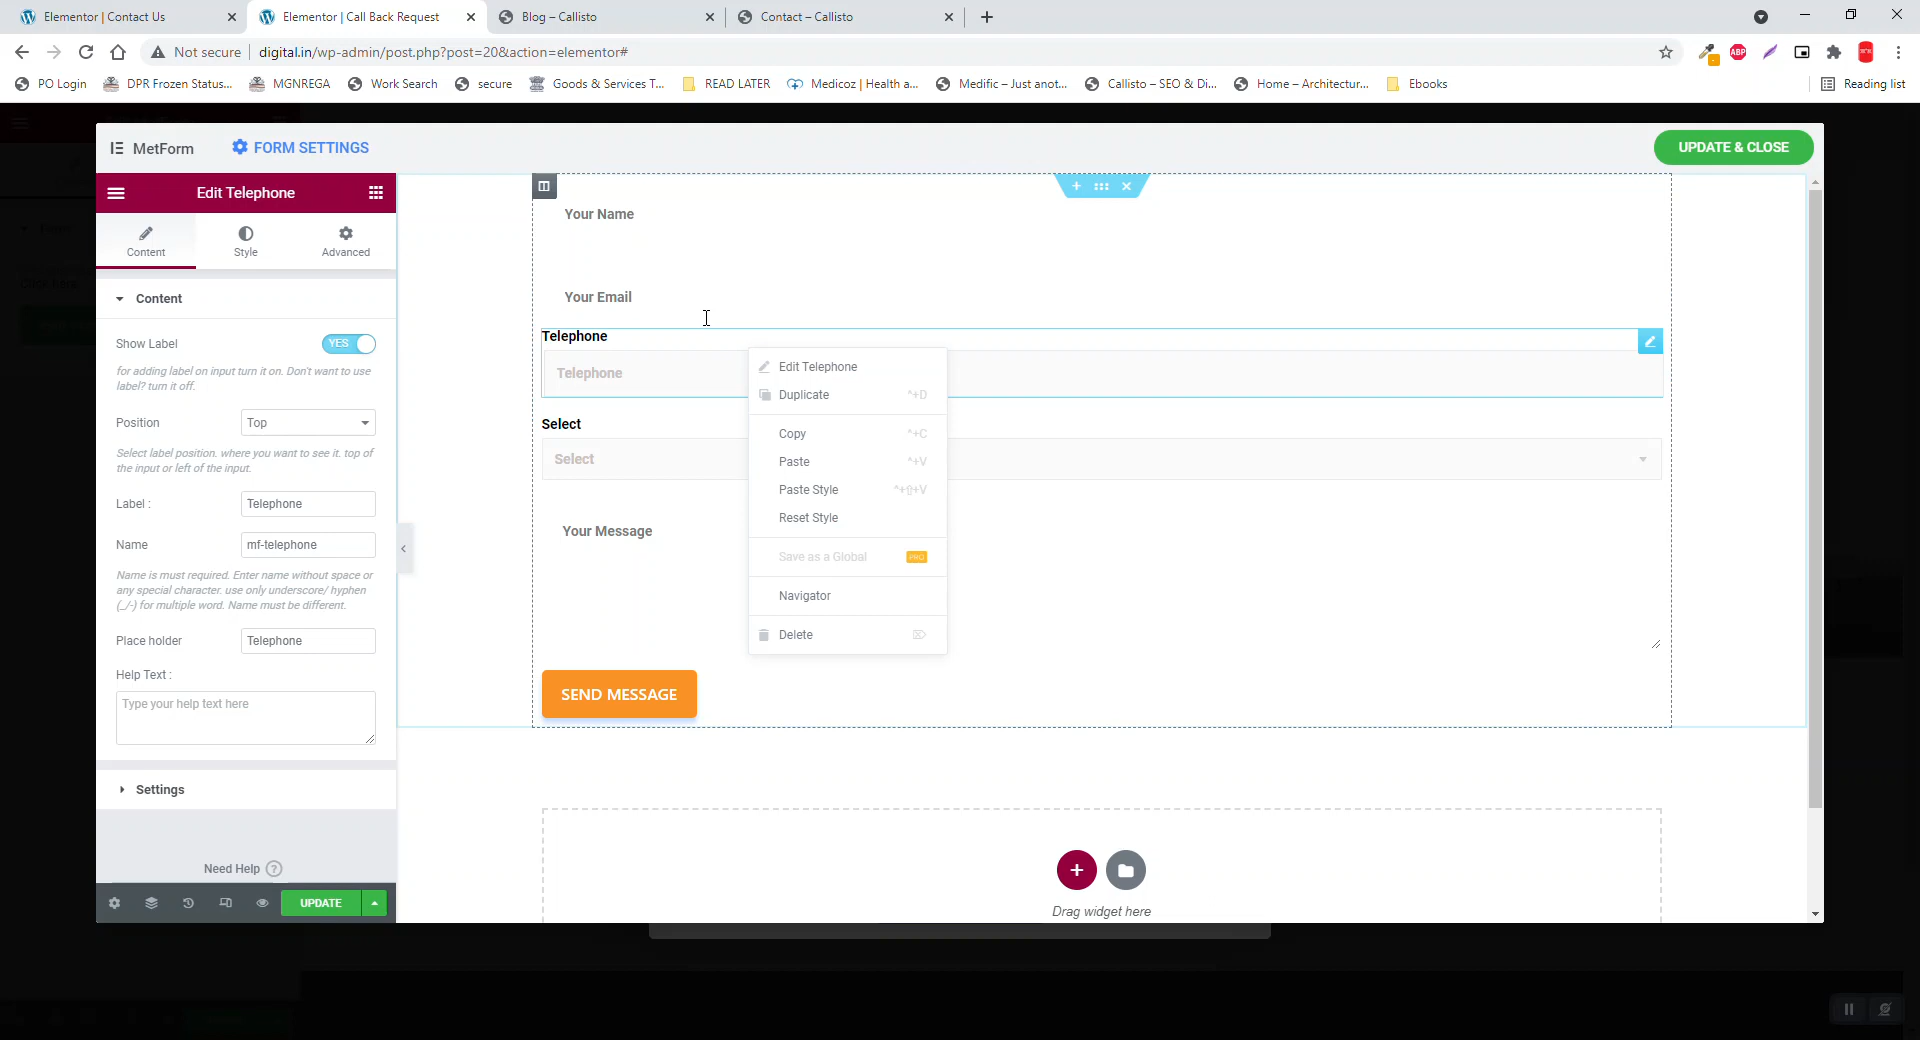 Elementor | Contact Us
Elementor | Call Back Request
Blog – Callisto
Contact – Callisto
Not secure
digital.in/wp-admin/post.php?post=20&action=elementor#
ABP
PO Login
DPR Frozen Status...
MGNREGA
Work Search
secure
Goods & Services T...
READ LATER
Medicoz | Health a...
Medific – Just anot...
Callisto – SEO & Di...
Home – Architectur...
Ebooks
Reading list
MetForm
FORM SETTINGS
UPDATE & CLOSE
Edit Telephone
Content
Style
Advanced
Content
Show Label
YES
for adding label on input turn it on. Don't want to use
label? turn it off.
Position
Top
Select label position. where you want to see it. top of
the input or left of the input.
Label :
Telephone
Name
mf-telephone
Name is must required. Enter name without space or
any special character. use only underscore/ hyphen
(_/-) for multiple word. Name must be different.
Place holder
Telephone
Help Text :
Type your help text here
Settings
Need Help ?
UPDATE
Your Name
Your Email
Telephone
Telephone
Select
Select
Your Message
SEND MESSAGE
Edit Telephone
Duplicate ^+D
Copy ^+C
Paste ^+V
Paste Style ^+⇧+V
Reset Style
Save as a Global PRO
Navigator
Delete ⌦
Drag widget here